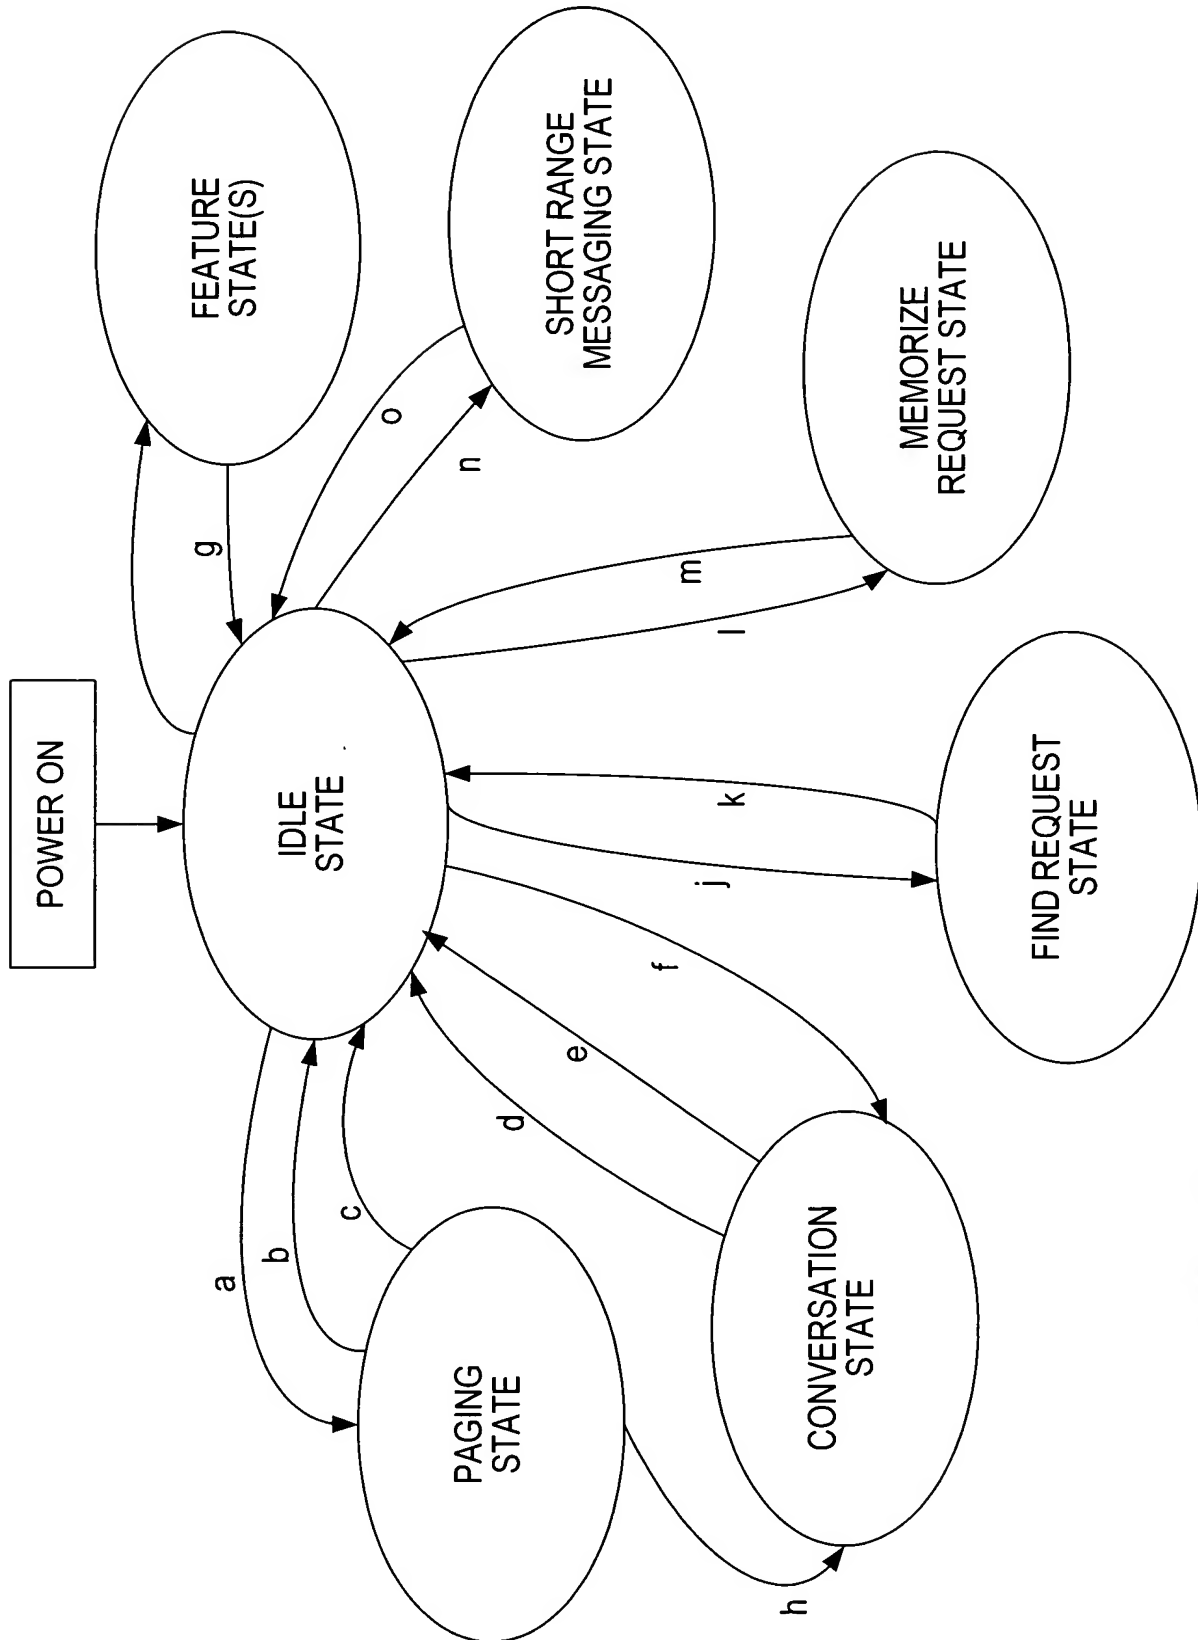 POWER ON
IDLE
STATE
FEATURE
STATE(S)
SHORT RANGE
MESSAGING STATE
MEMORIZE
REQUEST STATE
FIND REQUEST
STATE
CONVERSATION
STATE
PAGING
STATE
a
b
c
d
e
f
g
h
j
k
l
m
n
o